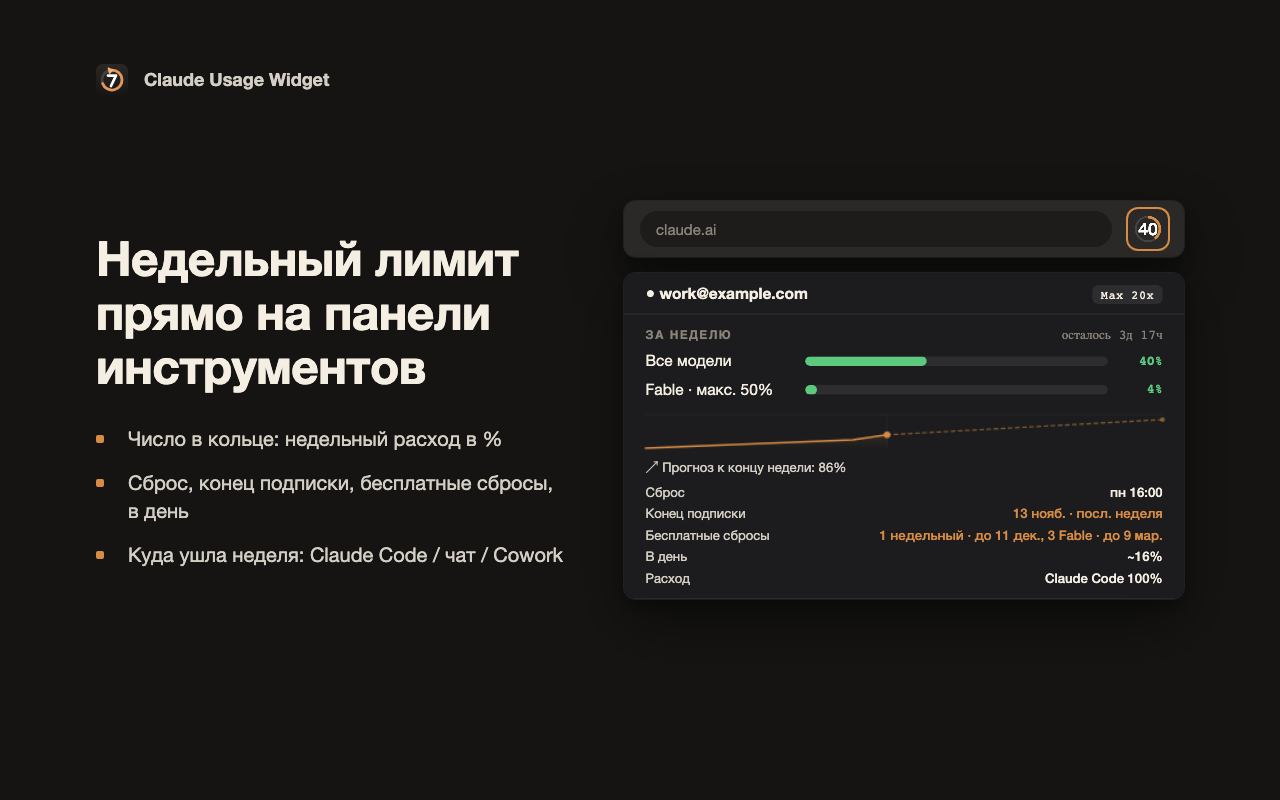 7 Claude Usage Widget
Недельный лимит
прямо на панели
инструментов
Число в кольце: недельный расход в %
Сброс, конец подписки, бесплатные сбросы,
в день
Куда ушла неделя: Claude Code / чат / Cowork
claude.ai 40
work@example.com Max 20x
ЗА НЕДЕЛЮ осталось 3д 17ч
Все модели 40%
Fable · макс. 50% 4%
↗ Прогноз к концу недели: 86%
Сброс пн 16:00
Конец подписки 13 нояб. · посл. неделя
Бесплатные сбросы 1 недельный · до 11 дек., 3 Fable · до 9 мар.
В день ~16%
Расход Claude Code 100%